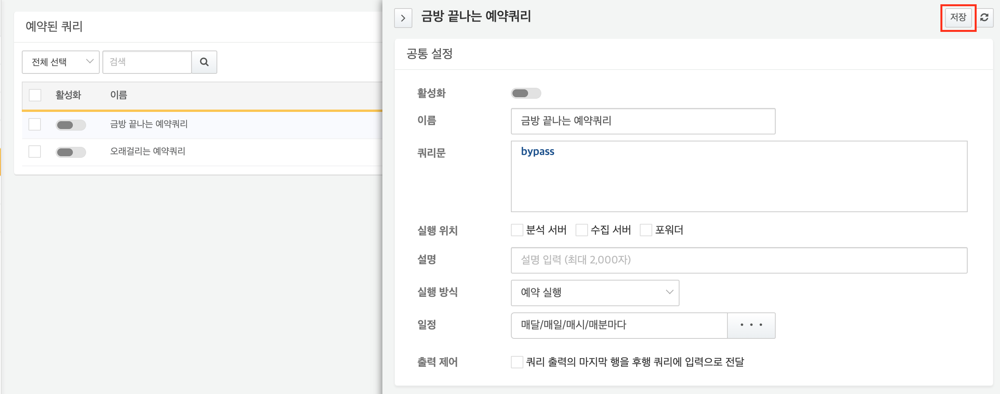 예약된 쿼리
전체 선택
검색
활성화 이름
금방 끝나는 예약쿼리
오래걸리는 예약쿼리
금방 끝나는 예약쿼리
저장
공통 설정
활성화
이름 금방 끝나는 예약쿼리
쿼리문 bypass
실행 위치 분석 서버 수집 서버 포워더
설명 설명 입력 (최대 2,000자)
실행 방식 예약 실행
일정 매달/매일/매시/매분마다
출력 제어 쿼리 출력의 마지막 행을 후행 쿼리에 입력으로 전달